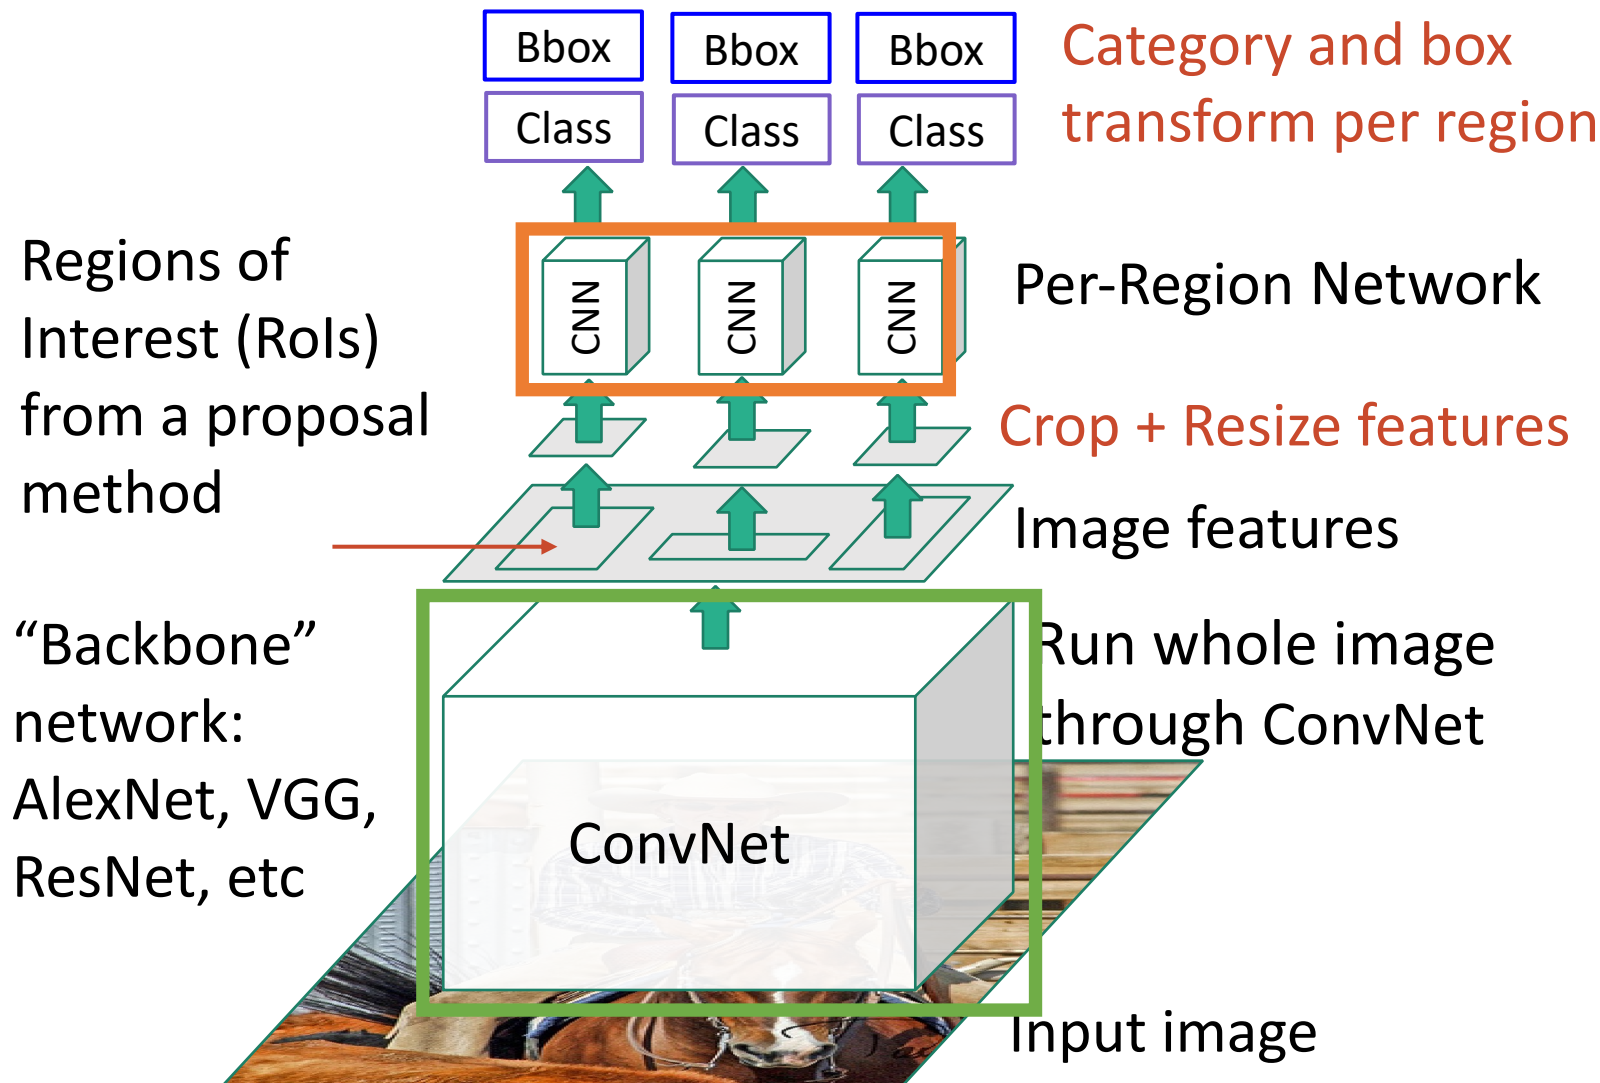 Bbox
Bbox
Bbox
Class
Class
Class
Category and box
transform per region
Regions of
Interest (RoIs)
from a proposal
method
CNN
CNN
CNN
Per-Region Network
Crop + Resize features
Image features
“Backbone”
network:
AlexNet, VGG,
ResNet, etc
Run whole image
through ConvNet
ConvNet
Input image